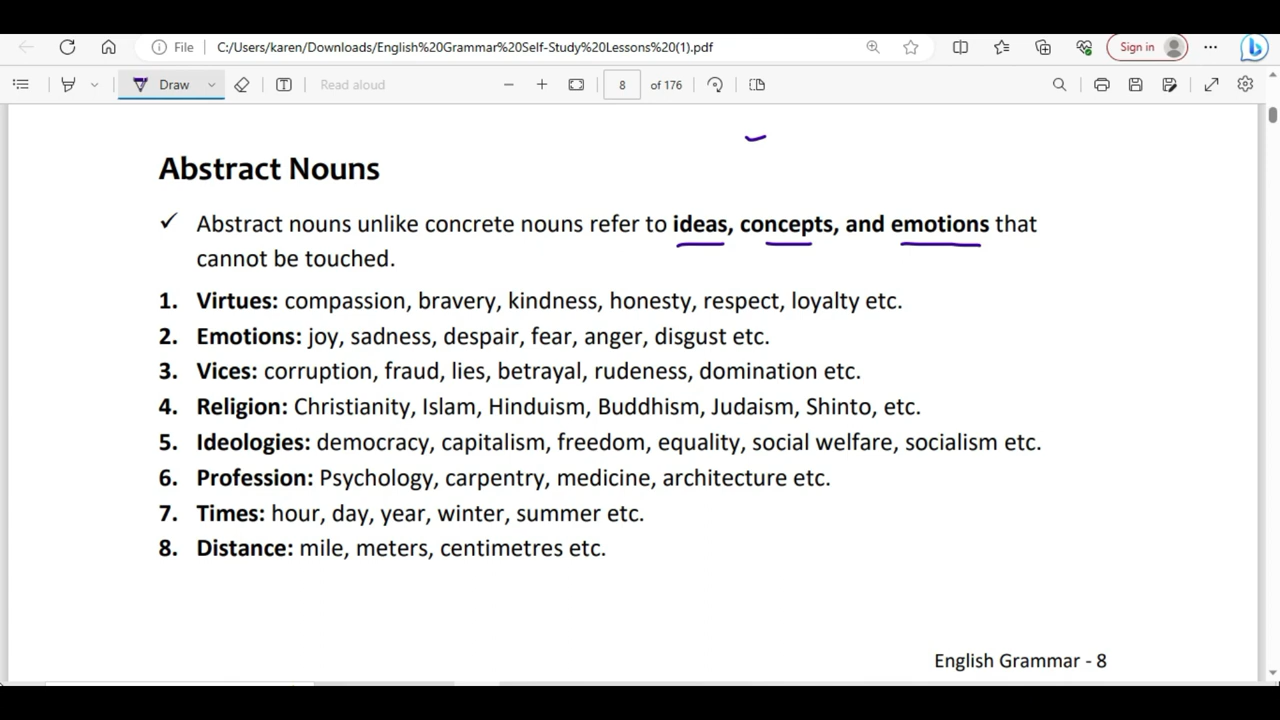 File C:/Users/karen/Downloads/English%20Grammar%20Self-Study%20Lessons%20(1).pdf Sign in
Draw Read aloud 8 of 176
Abstract Nouns
✓ Abstract nouns unlike concrete nouns refer to ideas, concepts, and emotions that
cannot be touched.
1. Virtues: compassion, bravery, kindness, honesty, respect, loyalty etc.
2. Emotions: joy, sadness, despair, fear, anger, disgust etc.
3. Vices: corruption, fraud, lies, betrayal, rudeness, domination etc.
4. Religion: Christianity, Islam, Hinduism, Buddhism, Judaism, Shinto, etc.
5. Ideologies: democracy, capitalism, freedom, equality, social welfare, socialism etc.
6. Profession: Psychology, carpentry, medicine, architecture etc.
7. Times: hour, day, year, winter, summer etc.
8. Distance: mile, meters, centimetres etc.
English Grammar - 8